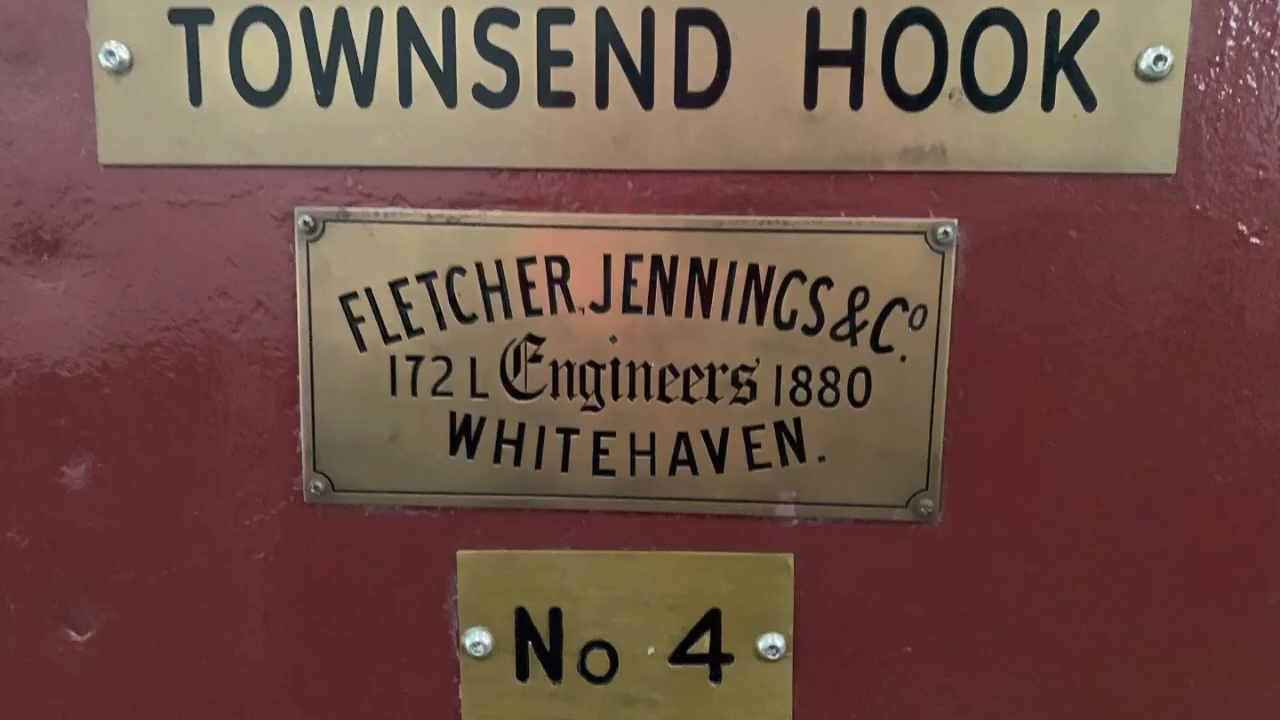 TOWNSEND HOOK
FLETCHER, JENNINGS & Cº.
172 L Engineers 1880
WHITEHAVEN.
No 4